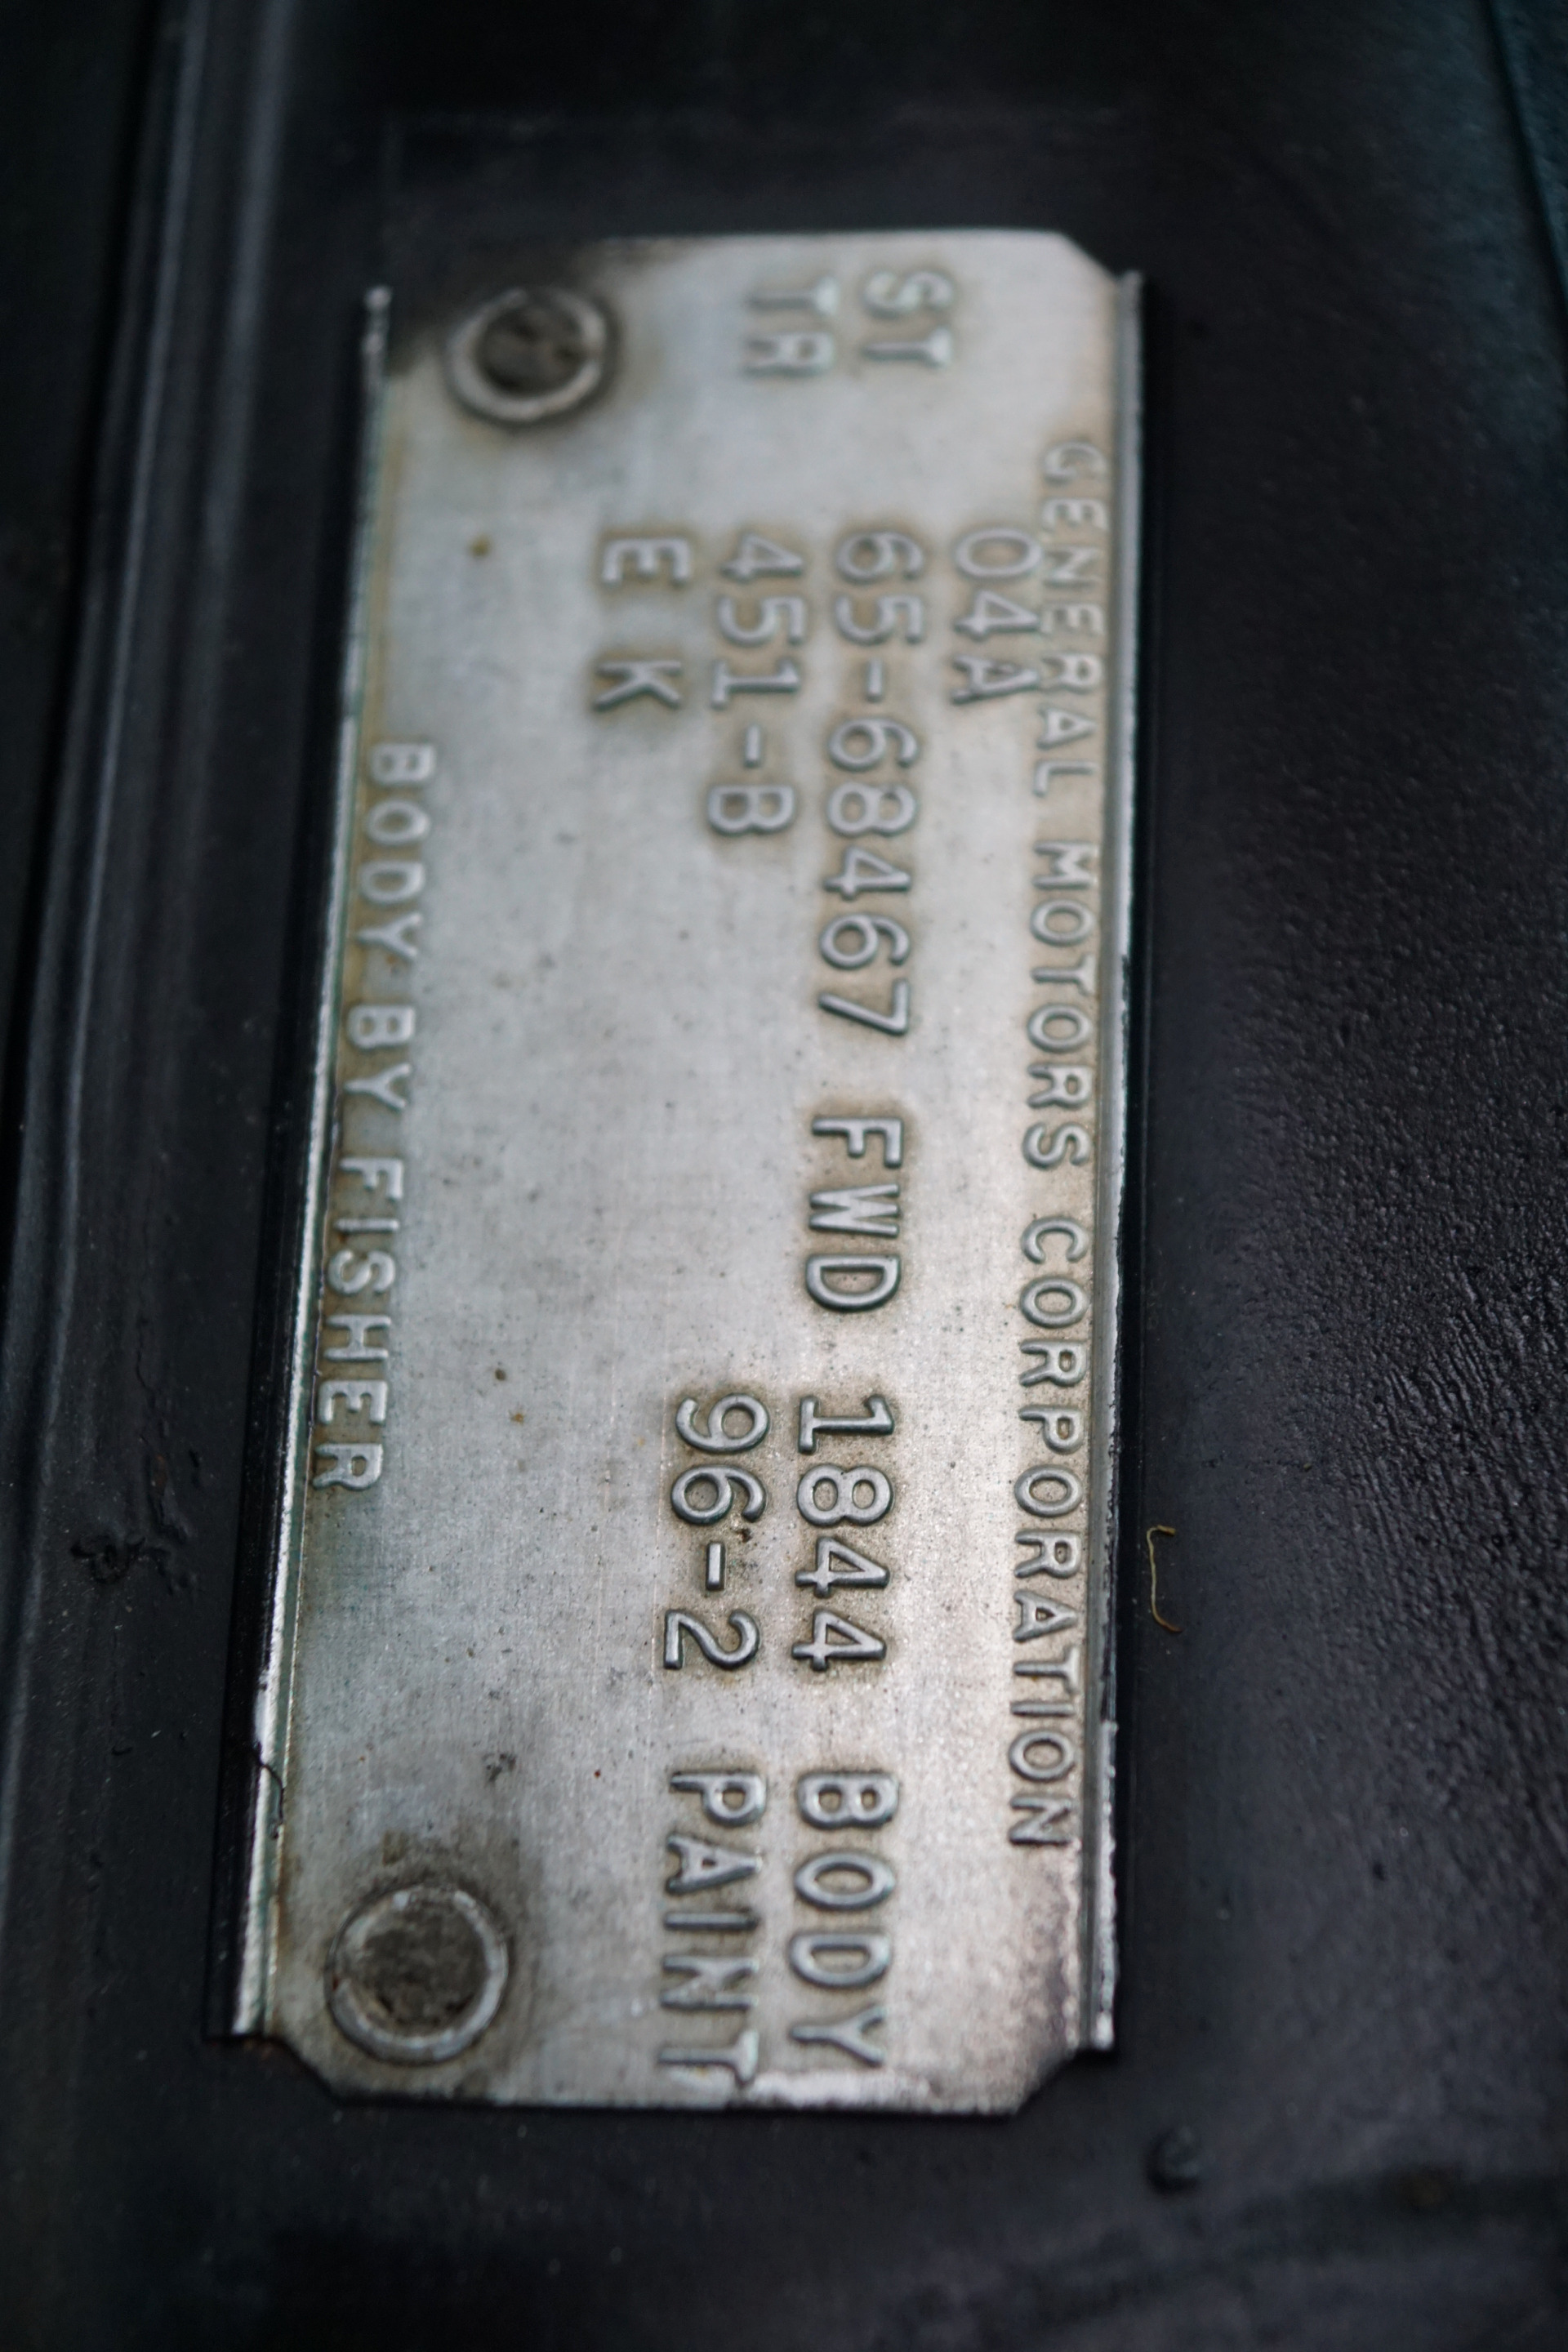 GENERAL MOTORS CORPORATION
04A
ST 65-68467 FWD 1844 BODY
TR 451-B 96-2 PAINT
E K
BODY BY FISHER